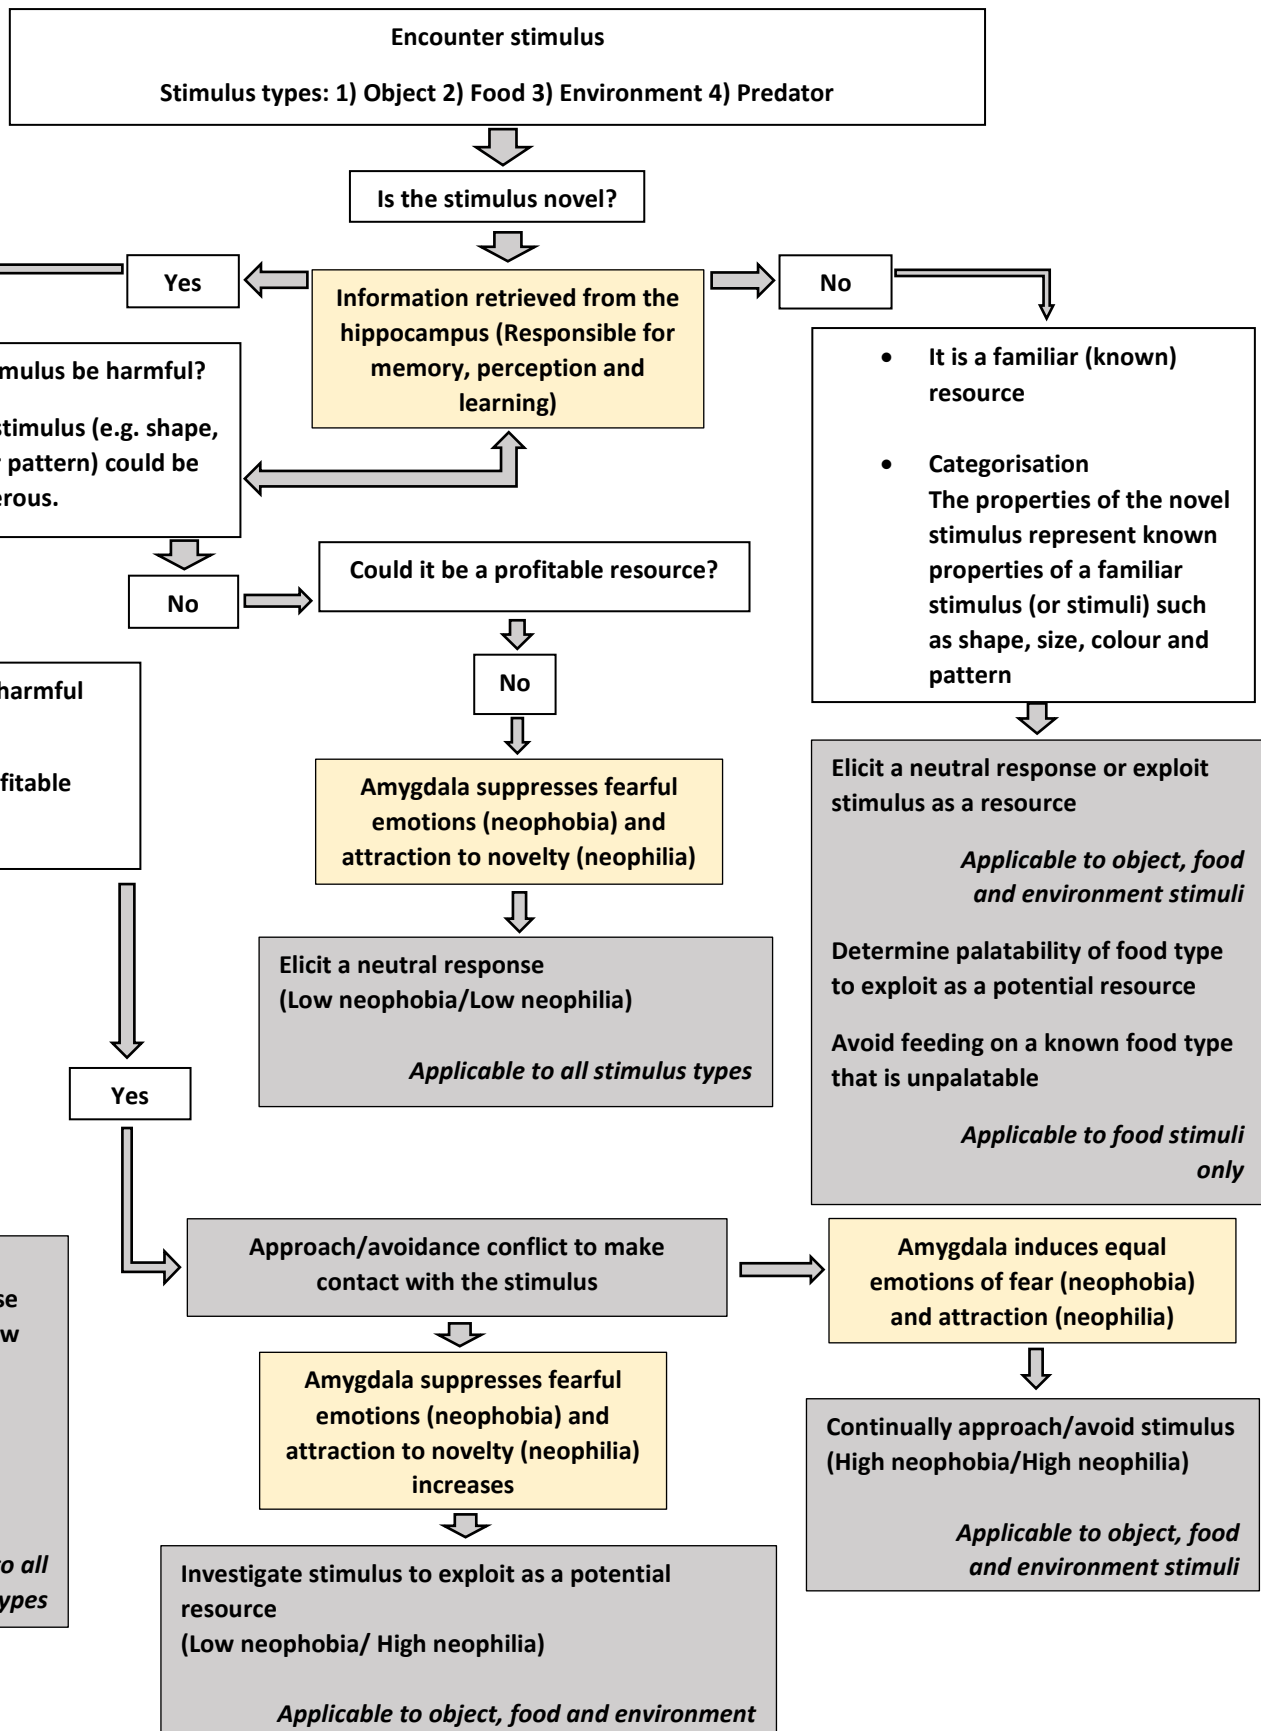 Encounter stimulus
Stimulus types: 1) Object 2) Food 3) Environment 4) Predator
Is the stimulus novel?
Yes
Information retrieved from the
hippocampus (Responsible for
memory, perception and
learning)
No
be harmful?
stimulus (e.g. shape,
pattern) could be
• It is a familiar (known)
resource
• Categorisation
The properties of the novel
stimulus represent known
properties of a familiar
stimulus (or stimuli) such
as shape, size, colour and
pattern
No
Could it be a profitable resource?
No
harmful
Amygdala suppresses fearful
emotions (neophobia) and
attraction to novelty (neophilia)
Elicit a neutral response
(Low neophobia/Low neophilia)
Applicable to all stimulus types
Elicit a neutral response or exploit
stimulus as a resource
Applicable to object, food
and environment stimuli
Determine palatability of food type
to exploit as a potential resource
Avoid feeding on a known food type
that is unpalatable
Applicable to food stimuli
only
Yes
Approach/avoidance conflict to make
contact with the stimulus
Amygdala induces equal
emotions of fear (neophobia)
and attraction (neophilia)
Amygdala suppresses fearful
emotions (neophobia) and
attraction to novelty (neophilia)
increases
Continually approach/avoid stimulus
(High neophobia/High neophilia)
Applicable to object, food
and environment stimuli
all
Investigate stimulus to exploit as a potential
resource
(Low neophobia/ High neophilia)
Applicable to object, food and environment